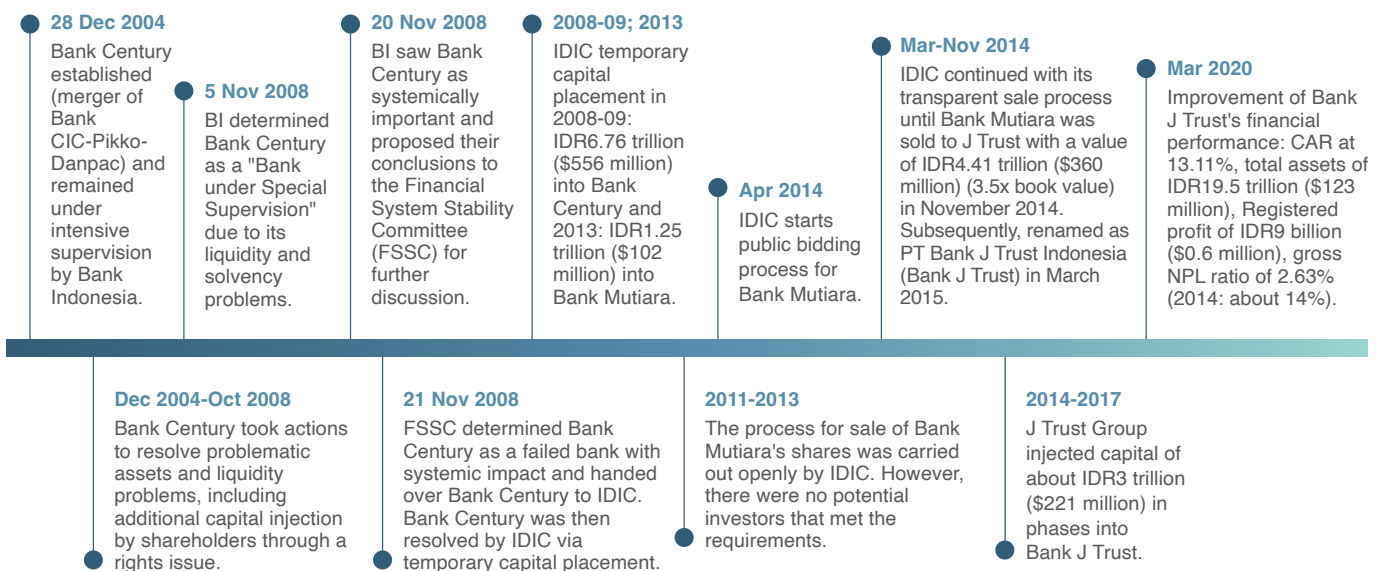 28 Dec 2004
Bank Century
established
(merger of
Bank
CIC-Pikko-
Danpac) and
remained
under
intensive
supervision
by Bank
Indonesia.
5 Nov 2008
BI determined
Bank Century
as a "Bank
under Special
Supervision"
due to its
liquidity and
solvency
problems.
20 Nov 2008
BI saw Bank
Century as
systemically
important and
proposed their
conclusions to
the Financial
System Stability
Committee
(FSSC) for
further
discussion.
2008-09; 2013
IDIC temporary
capital
placement in
2008-09:
IDR6.76 trillion
($556 million)
into Bank
Century and
2013: IDR1.25
trillion ($102
million) into
Bank Mutiara.
Apr 2014
IDIC starts
public bidding
process for
Bank Mutiara.
Mar-Nov 2014
IDIC continued with its
transparent sale process
until Bank Mutiara was
sold to J Trust with a value
of IDR4.41 trillion ($360
million) (3.5x book value)
in November 2014.
Subsequently, renamed as
PT Bank J Trust Indonesia
(Bank J Trust) in March
2015.
Mar 2020
Improvement of Bank
J Trust's financial
performance: CAR at
13.11%, total assets of
IDR19.5 trillion ($123
million), Registered
profit of IDR9 billion
($0.6 million), gross
NPL ratio of 2.63%
(2014: about 14%).
Dec 2004-Oct 2008
Bank Century took actions
to resolve problematic
assets and liquidity
problems, including
additional capital injection
by shareholders through a
rights issue.
21 Nov 2008
FSSC determined Bank
Century as a failed bank with
systemic impact and handed
over Bank Century to IDIC.
Bank Century was then
resolved by IDIC via
temporary capital placement.
2011-2013
The process for sale of Bank
Mutiara's shares was carried
out openly by IDIC. However,
there were no potential
investors that met the
requirements.
2014-2017
J Trust Group
injected capital of
about IDR3 trillion
($221 million) in
phases into
Bank J Trust.